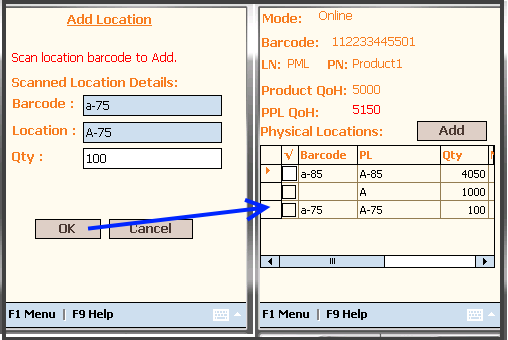 Add Location
Scan location barcode to Add.
Scanned Location Details:
Barcode : a-75
Location : A-75
Qty : 100
OK Cancel
F1 Menu | F9 Help
Mode: Online
Barcode: 112233445501
LN: PML PN: Product1
Product QoH: 5000
PPL QoH: 5150
Physical Locations: Add
√ Barcode PL Qty
a-85 A-85 4050
A 1000
a-75 A-75 100
F1 Menu | F9 Help